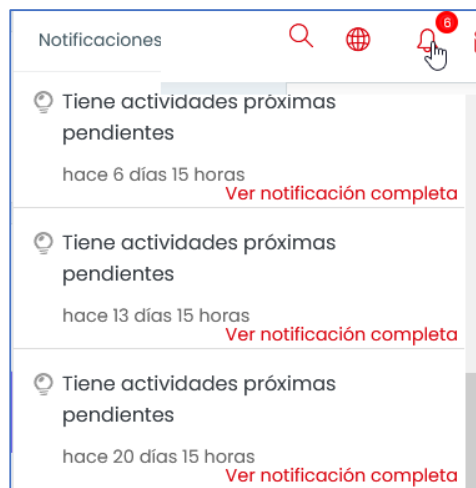 Notificaciones
6
Tiene actividades próximas
pendientes
hace 6 días 15 horas
Ver notificación completa
Tiene actividades próximas
pendientes
hace 13 días 15 horas
Ver notificación completa
Tiene actividades próximas
pendientes
hace 20 días 15 horas
Ver notificación completa